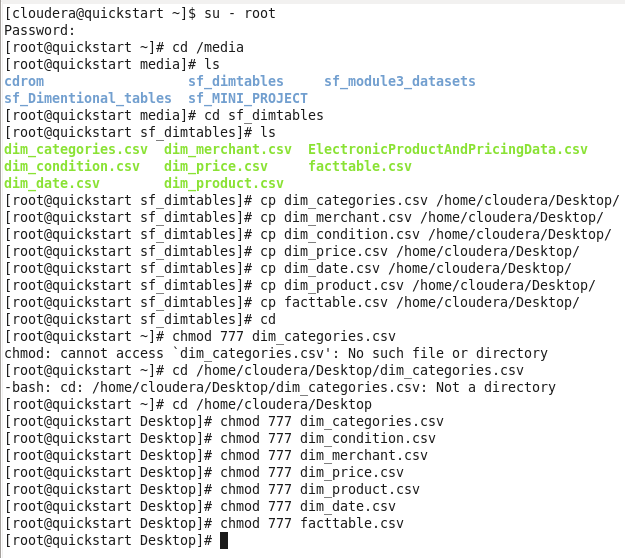 [cloudera@quickstart ~]$ su - root
Password:
[root@quickstart ~]# cd /media
[root@quickstart media]# ls
cdrom                  sf_dimtables     sf_module3_datasets
sf_Dimentional_tables  sf_MINI_PROJECT
[root@quickstart media]# cd sf_dimtables
[root@quickstart sf_dimtables]# ls
dim_categories.csv  dim_merchant.csv  ElectronicProductAndPricingData.csv
dim_condition.csv   dim_price.csv     facttable.csv
dim_date.csv        dim_product.csv
[root@quickstart sf_dimtables]# cp dim_categories.csv /home/cloudera/Desktop/
[root@quickstart sf_dimtables]# cp dim_merchant.csv /home/cloudera/Desktop/
[root@quickstart sf_dimtables]# cp dim_condition.csv /home/cloudera/Desktop/
[root@quickstart sf_dimtables]# cp dim_price.csv /home/cloudera/Desktop/
[root@quickstart sf_dimtables]# cp dim_date.csv /home/cloudera/Desktop/
[root@quickstart sf_dimtables]# cp dim_product.csv /home/cloudera/Desktop/
[root@quickstart sf_dimtables]# cp facttable.csv /home/cloudera/Desktop/
[root@quickstart sf_dimtables]# cd
[root@quickstart ~]# chmod 777 dim_categories.csv
chmod: cannot access `dim_categories.csv': No such file or directory
[root@quickstart ~]# cd /home/cloudera/Desktop/dim_categories.csv
-bash: cd: /home/cloudera/Desktop/dim_categories.csv: Not a directory
[root@quickstart ~]# cd /home/cloudera/Desktop
[root@quickstart Desktop]# chmod 777 dim_categories.csv
[root@quickstart Desktop]# chmod 777 dim_condition.csv
[root@quickstart Desktop]# chmod 777 dim_merchant.csv
[root@quickstart Desktop]# chmod 777 dim_price.csv
[root@quickstart Desktop]# chmod 777 dim_product.csv
[root@quickstart Desktop]# chmod 777 dim_date.csv
[root@quickstart Desktop]# chmod 777 facttable.csv
[root@quickstart Desktop]#